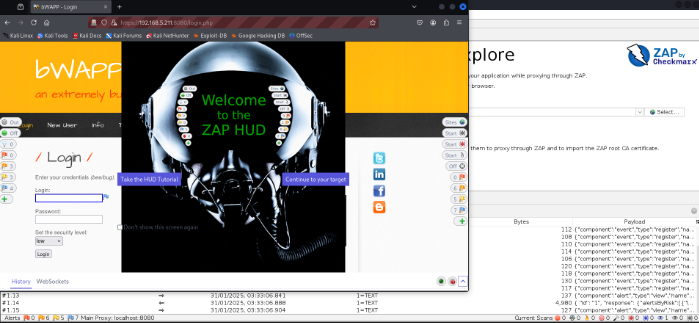 bWAPP - Login
https://192.168.5.211:8080/login.php
Kali Linux
Kali Tools
Kali Docs
Kali Forums
Kali NetHunter
Exploit-DB
Google Hacking DB
OffSec
bWAPP
an extremely bu
Login
New User
Info
T
Welcome
to the
ZAP HUD
Out
Off
Sites
Start
Start
Start
Off
/ Login /
Enter your credentials (bee/bug).
Login:
Password:
Set the security level:
low
Login
Take the HUD Tutorial
Continue to your target
Don't show this screen again
History
WebSockets
xplore
ZAP by
Checkmarx
your application while proxying through ZAP.
browser.
Select...
them to proxy through ZAP and to import the ZAP root CA certificate.
Bytes
Payload
112 {"component":"event","type":"register","na...
108 {"component":"event","type":"register","na...
110 {"component":"event","type":"register","na...
114 {"component":"event","type":"register","na...
106 {"component":"event","type":"register","na...
120 {"component":"event","type":"register","na...
118 {"component":"event","type":"register","na...
130 {"component":"event","type":"register","na...
117 {"component":"event","type":"register","na...
#1.13 31/01/2025, 03:33:06.841 1=TEXT 137 {"component":"alert","type":"view","name"...
#1.14 31/01/2025, 03:33:06.888 1=TEXT 4,980 {"id": "1", "response": {"alertsByRisk":[{"L...
#1.15 31/01/2025, 03:33:06.904 1=TEXT 127 {"component":"alert","type":"view","name":...
Alerts 0 6 5 7 Main Proxy: localhost:8080
Current Scans 0 0 0 0 0 0 1 0 0